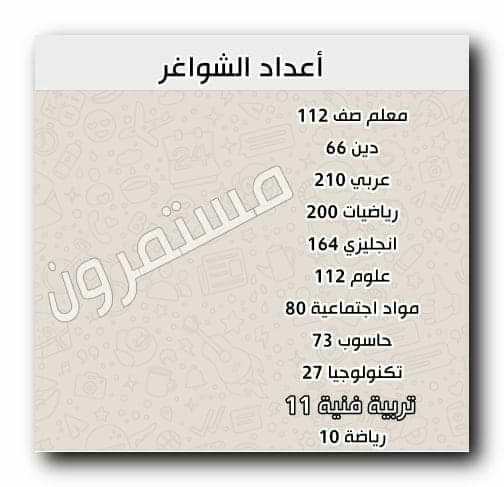 أعداد الشواغر
معلم صف 112
دين 66
عربي 210
رياضيات 200
انجليزي 164
علوم 112
مواد اجتماعية 80
حاسوب 73
تكنولوجيا 27
تربية فنية 11
رياضة 10
مستمرون